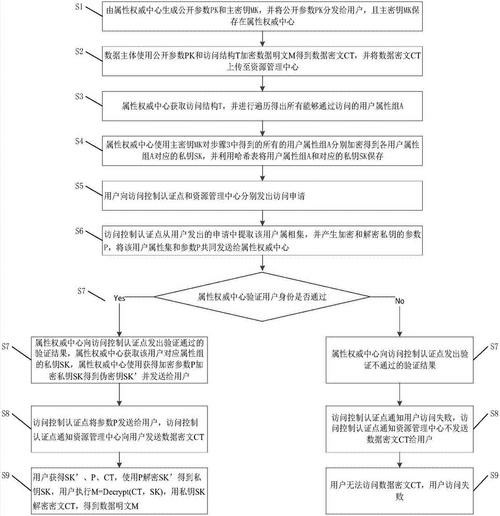 S1
由属性权威中心生成公开参数PK和主密钥MK，并将公开参数PK分发给用户，且主密钥MK保
存在属性权威中心
S2
数据主体使用公开参数PK和访问结构T加密数据明文M得到数据密文CT，并将数据密文CT
上传至资源管理中心
S3
属性权威中心获取访问结构T，并进行遍历得出所有能够通过访问的用户属性组A
S4
属性权威中心使用主密钥MK对步骤3中得到的所有的用户属性组A分别加密得到各用户属性
组A对应的私钥SK，并利用哈希表将用户属性组A和对应的私钥SK保存
S5
用户向访问控制认证点和资源管理中心分别发出访问申请
S6
访问控制认证点从用户发出的申请中提取该用户属相集，并产生加密和解密私钥的参数
P，将该用户属性集和参数P共同发送给属性权威中心
S7
属性权威中心验证用户身份是否通过
Yes
No
S7
属性权威中心向访问控制认证点发出验证通过的
验证结果，属性权威中心获取该用户对应属性组
的私钥SK，属性权威中心使用获得加密参数P加
密私钥SK得到伪密钥SK’并发送给用户
S7
属性权威中心向访问控制认证点发出验证
验证不通过的验证结果
S8
访问控制认证点将参数P发送给用户，访问控制
认证点通知资源管理中心向用户发送数据密文CT
S8
访问控制认证点通知用户访问失败，访问
控制认证点通知资源管理中心不发送
数据密文CT给用户
S9
用户获得SK’、P、CT，使用P解密SK’得到
私钥SK，用户执行M=Decrypt(CT, SK)，用私钥SK
解密密文CT，得到数据明文M
S9
用户无法访问数据密文CT，用户访问失
败